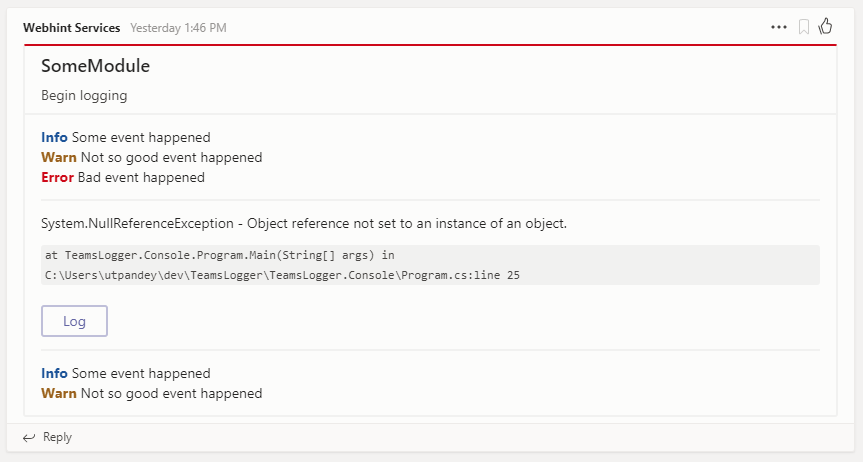 Webhint Services Yesterday 1:46 PM
SomeModule
Begin logging
Info Some event happened
Warn Not so good event happened
Error Bad event happened
System.NullReferenceException - Object reference not set to an instance of an object.
at TeamsLogger.Console.Program.Main(String[] args) in
C:\Users\utpandey\dev\TeamsLogger\TeamsLogger.Console\Program.cs:line 25
Log
Info Some event happened
Warn Not so good event happened
Reply